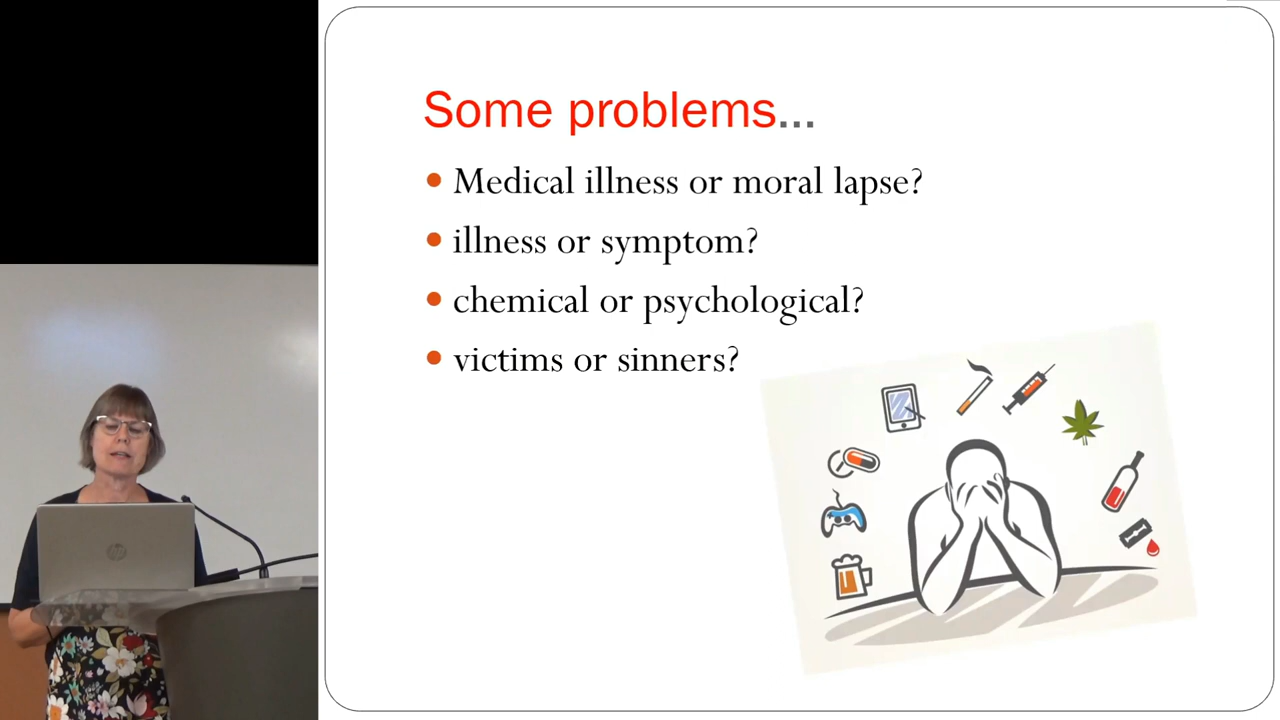 Some problems...
Medical illness or moral lapse?
illness or symptom?
chemical or psychological?
victims or sinners?